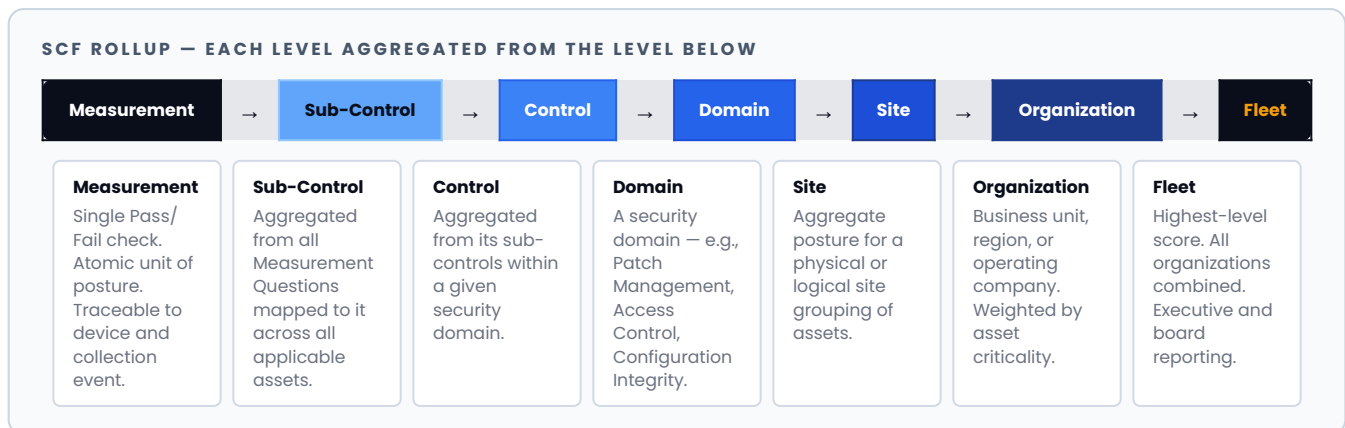 SCF ROLLUP — EACH LEVEL AGGREGATED FROM THE LEVEL BELOW
Measurement → Sub-Control → Control → Domain → Site → Organization → Fleet
Measurement
Single Pass/
Fail check.
Atomic unit of
posture.
Traceable to
device and
collection
event.
Sub-Control
Aggregated
from all
Measurement
Questions
mapped to it
across all
applicable
assets.
Control
Aggregated
from its sub-
controls within
a given
security
domain.
Domain
A security
domain — e.g.,
Patch
Management,
Access
Control,
Configuration
Integrity.
Site
Aggregate
posture for a
physical or
logical site
grouping of
assets.
Organization
Business unit,
region, or
operating
company.
Weighted by
asset
criticality.
Fleet
Highest-level
score. All
organizations
combined.
Executive and
board
reporting.